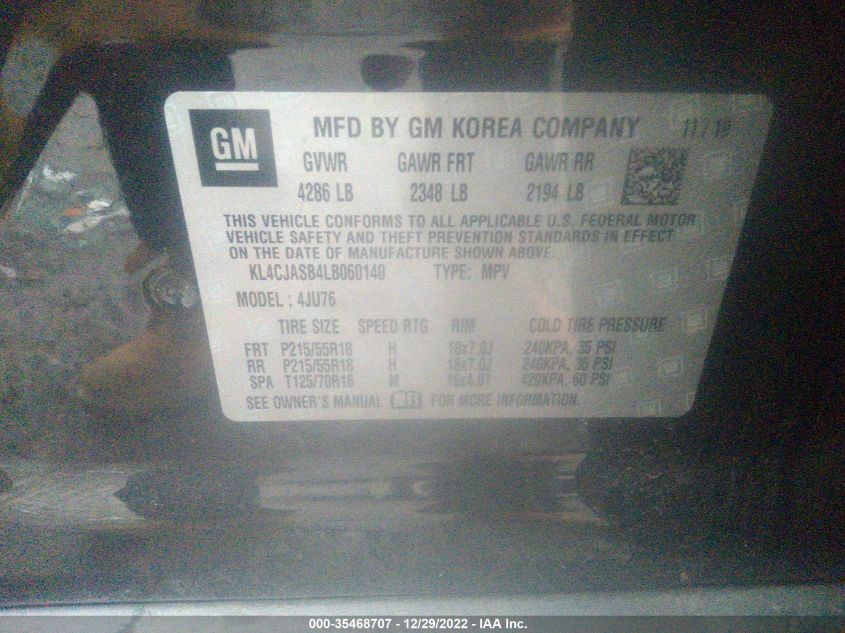 GM MFD BY GM KOREA COMPANY 11/19
GVWR GAWR FRT GAWR RR
4286 LB 2348 LB 2194 LB
THIS VEHICLE CONFORMS TO ALL APPLICABLE U.S. FEDERAL MOTOR
VEHICLE SAFETY AND THEFT PREVENTION STANDARDS IN EFFECT
ON THE DATE OF MANUFACTURE SHOWN ABOVE.
KL4CJASB4LB060140 TYPE: MPV
MODEL: 4JU76
TIRE SIZE SPEED RTG RIM COLD TIRE PRESSURE
FRT P215/55R18 H 18x7.0J 240KPA, 35 PSI
RR P215/55R18 H 18x7.0J 240KPA, 35 PSI
SPA T125/70R16 M 16x4.0T 420KPA, 60 PSI
SEE OWNER'S MANUAL FOR MORE INFORMATION.
000-35468707 - 12/29/2022 - IAA Inc.